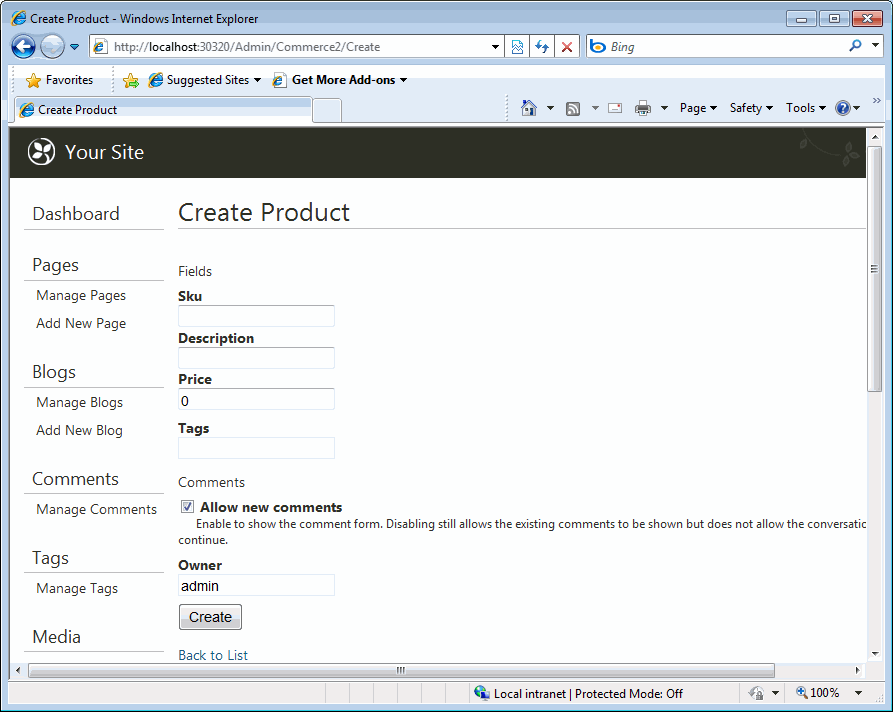 Create Product - Windows Internet Explorer
http://localhost:30320/Admin/Commerce2/Create
Bing
Favorites
Suggested Sites
Get More Add-ons
Create Product
Page
Safety
Tools
»
Your Site
Dashboard
Pages
Manage Pages
Add New Page
Blogs
Manage Blogs
Add New Blog
Comments
Manage Comments
Tags
Manage Tags
Media
Create Product
Fields
Sku
Description
Price
0
Tags
Comments
Allow new comments
Enable to show the comment form. Disabling still allows the existing comments to be shown but does not allow the conversatic
continue.
Owner
admin
Create
Back to List
Local intranet | Protected Mode: Off
100%